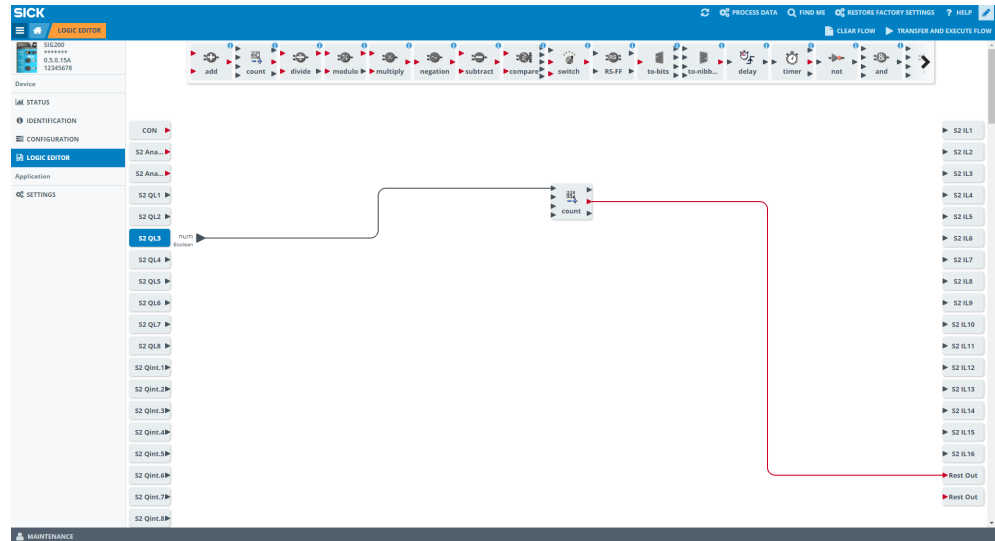 SICK
PROCESS DATA
FIND ME
RESTORE FACTORY SETTINGS
? HELP
LOGIC EDITOR
CLEAR FLOW
TRANSFER AND EXECUTE FLOW
SIG200
*******
0.5.0.15A
12345678
Device
STATUS
IDENTIFICATION
CONFIGURATION
LOGIC EDITOR
Application
SETTINGS
add
count
divide
modulo
multiply
negation
subtract
compare
switch
RS-FF
to-bits
to-nibb...
delay
timer
not
and
CON
S2 Ana...
S2 Ana...
S2 QL1
S2 QL2
S2 QL3
num
Boolean
S2 QL4
S2 QL5
S2 QL6
S2 QL7
S2 QL8
S2 Qint.1
S2 Qint.2
S2 Qint.3
S2 Qint.4
S2 Qint.5
S2 Qint.6
S2 Qint.7
S2 Qint.8
count
S2 IL1
S2 IL2
S2 IL3
S2 IL4
S2 IL5
S2 IL6
S2 IL7
S2 IL8
S2 IL9
S2 IL10
S2 IL11
S2 IL12
S2 IL13
S2 IL14
S2 IL15
S2 IL16
Rest Out
Rest Out
MAINTENANCE